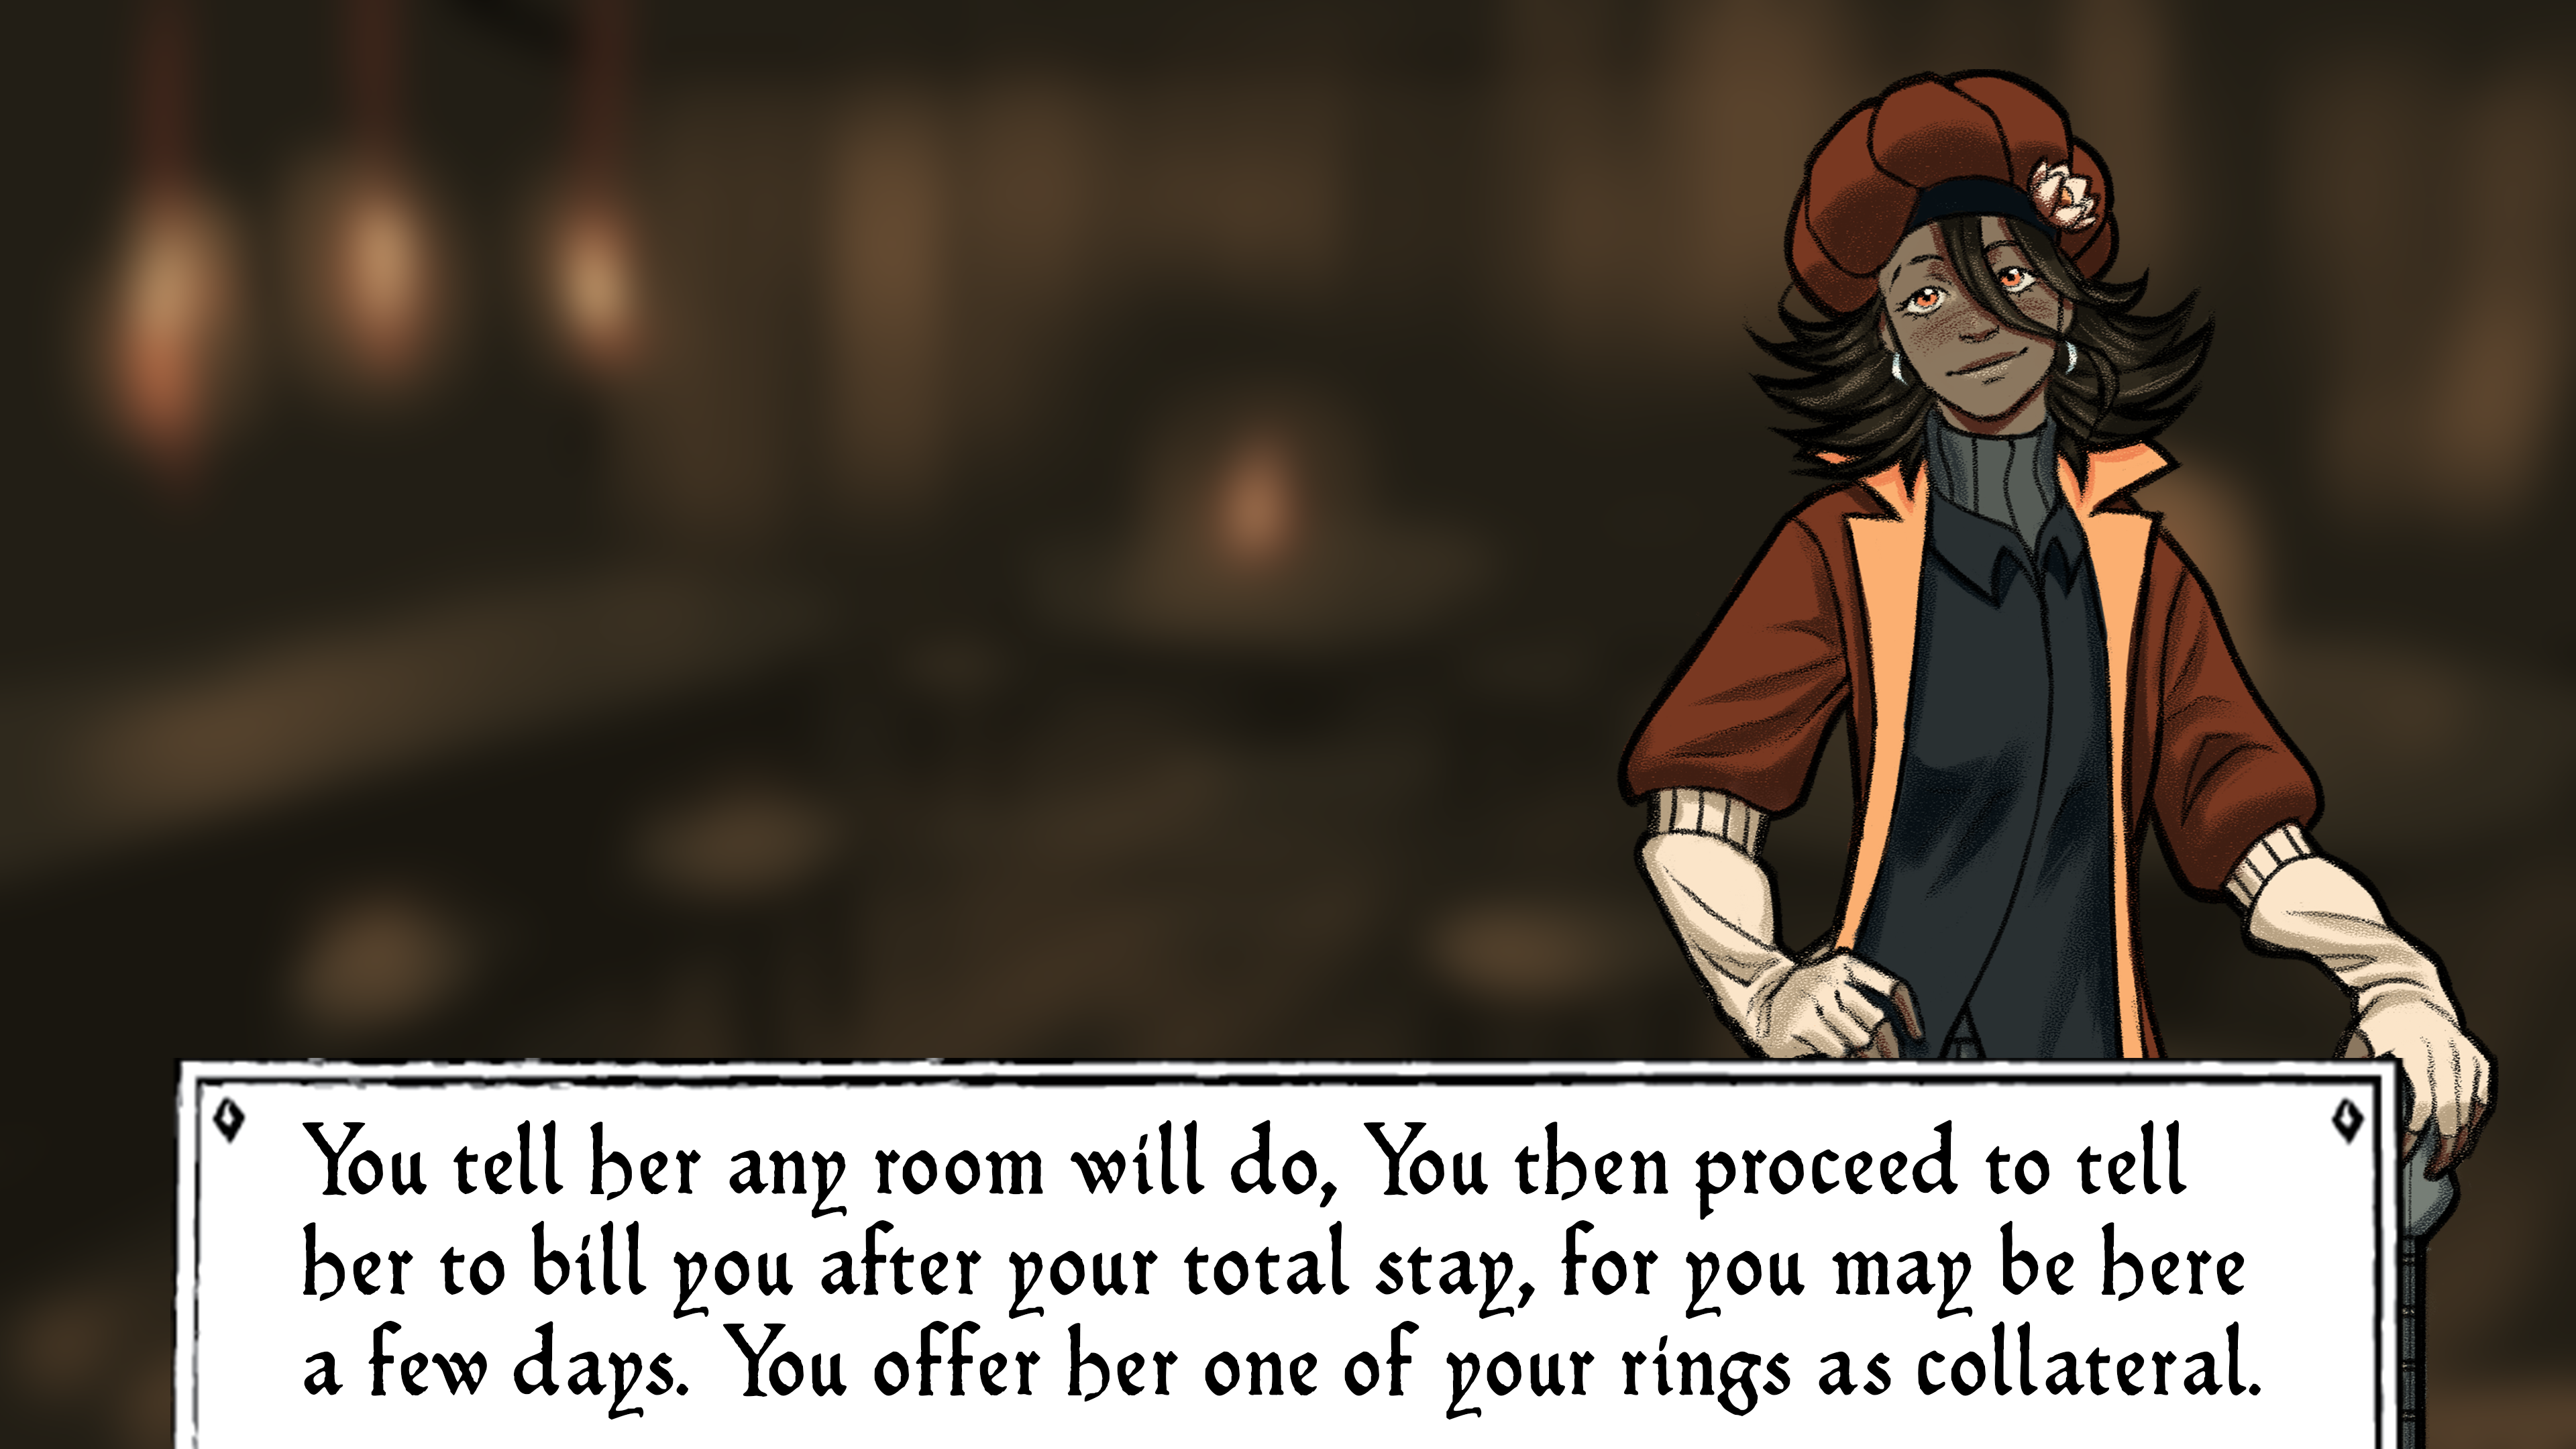 You tell her any room will do, You then proceed to tell
her to bill you after your total stay, for you may be here
a few days. You offer her one of your rings as collateral.